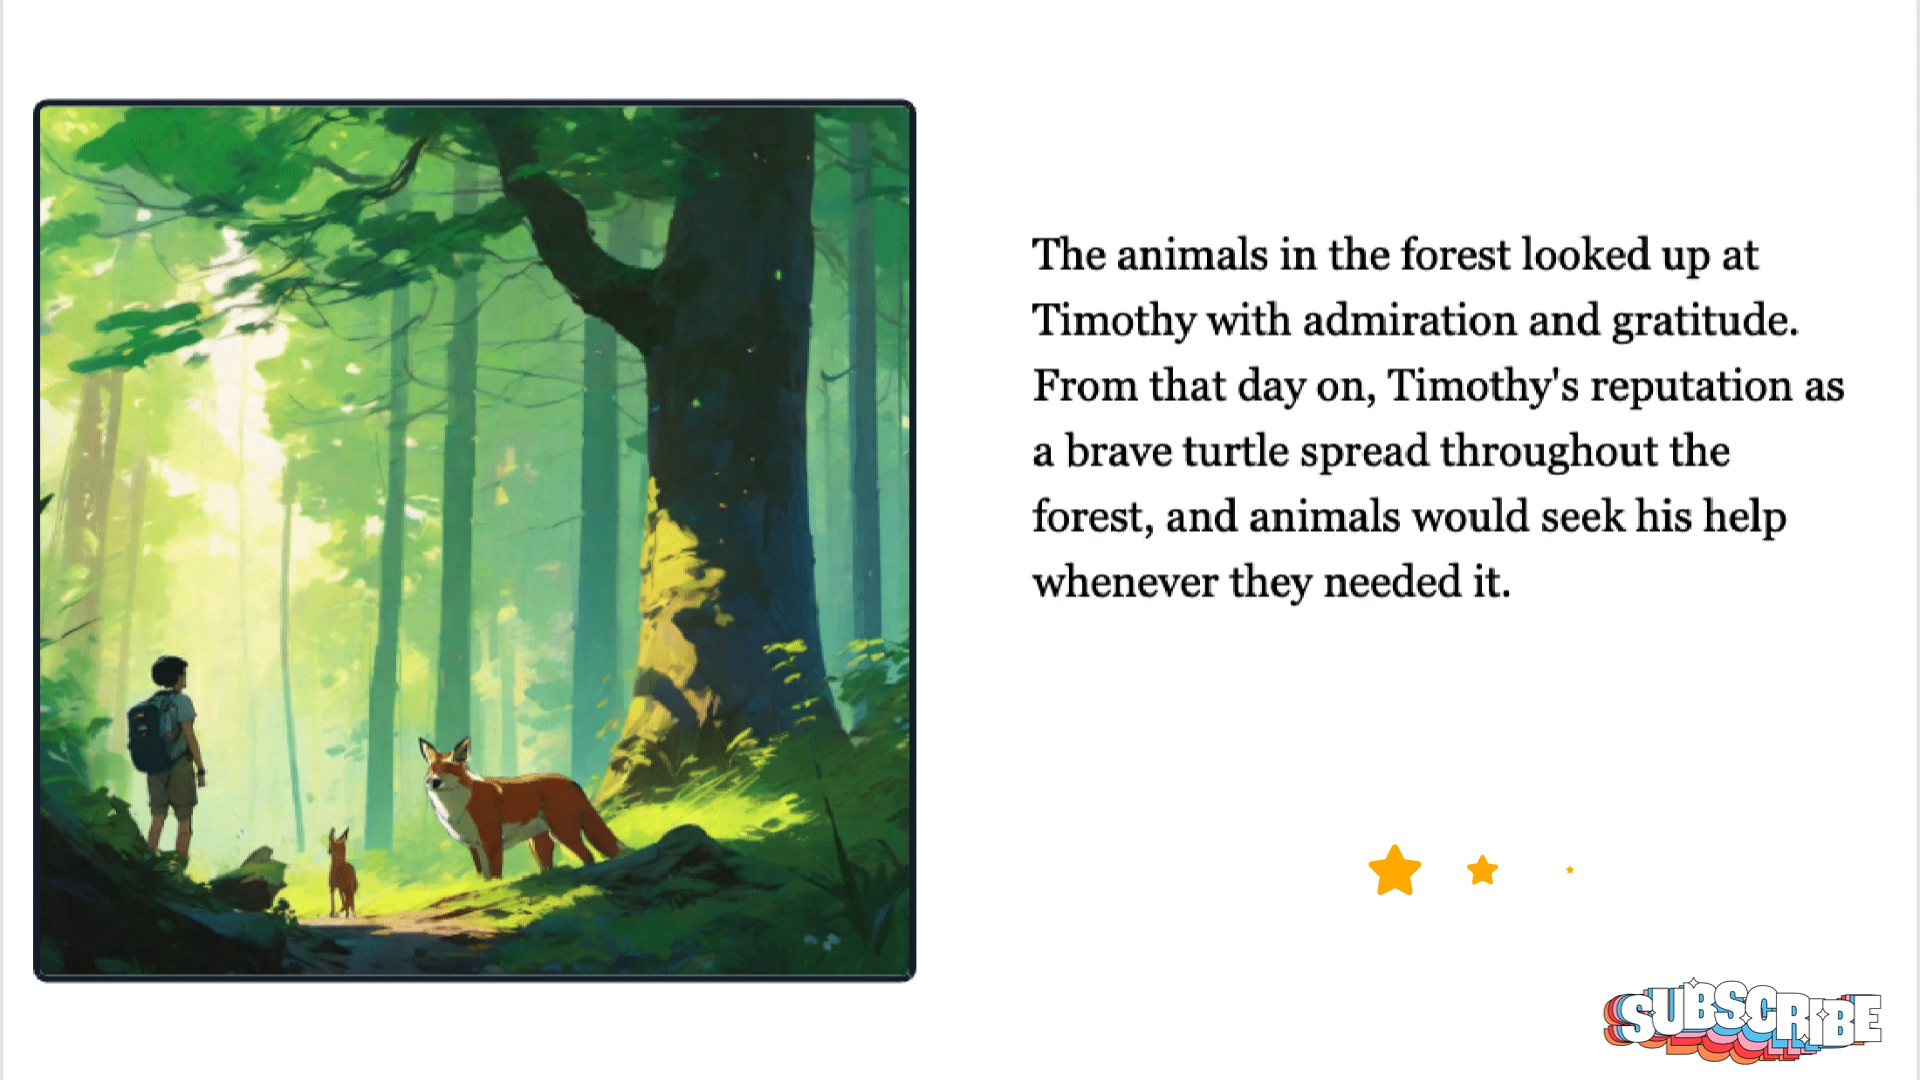 The animals in the forest looked up at
Timothy with admiration and gratitude.
From that day on, Timothy's reputation as
a brave turtle spread throughout the
forest, and animals would seek his help
whenever they needed it.
SUBSCRIBE